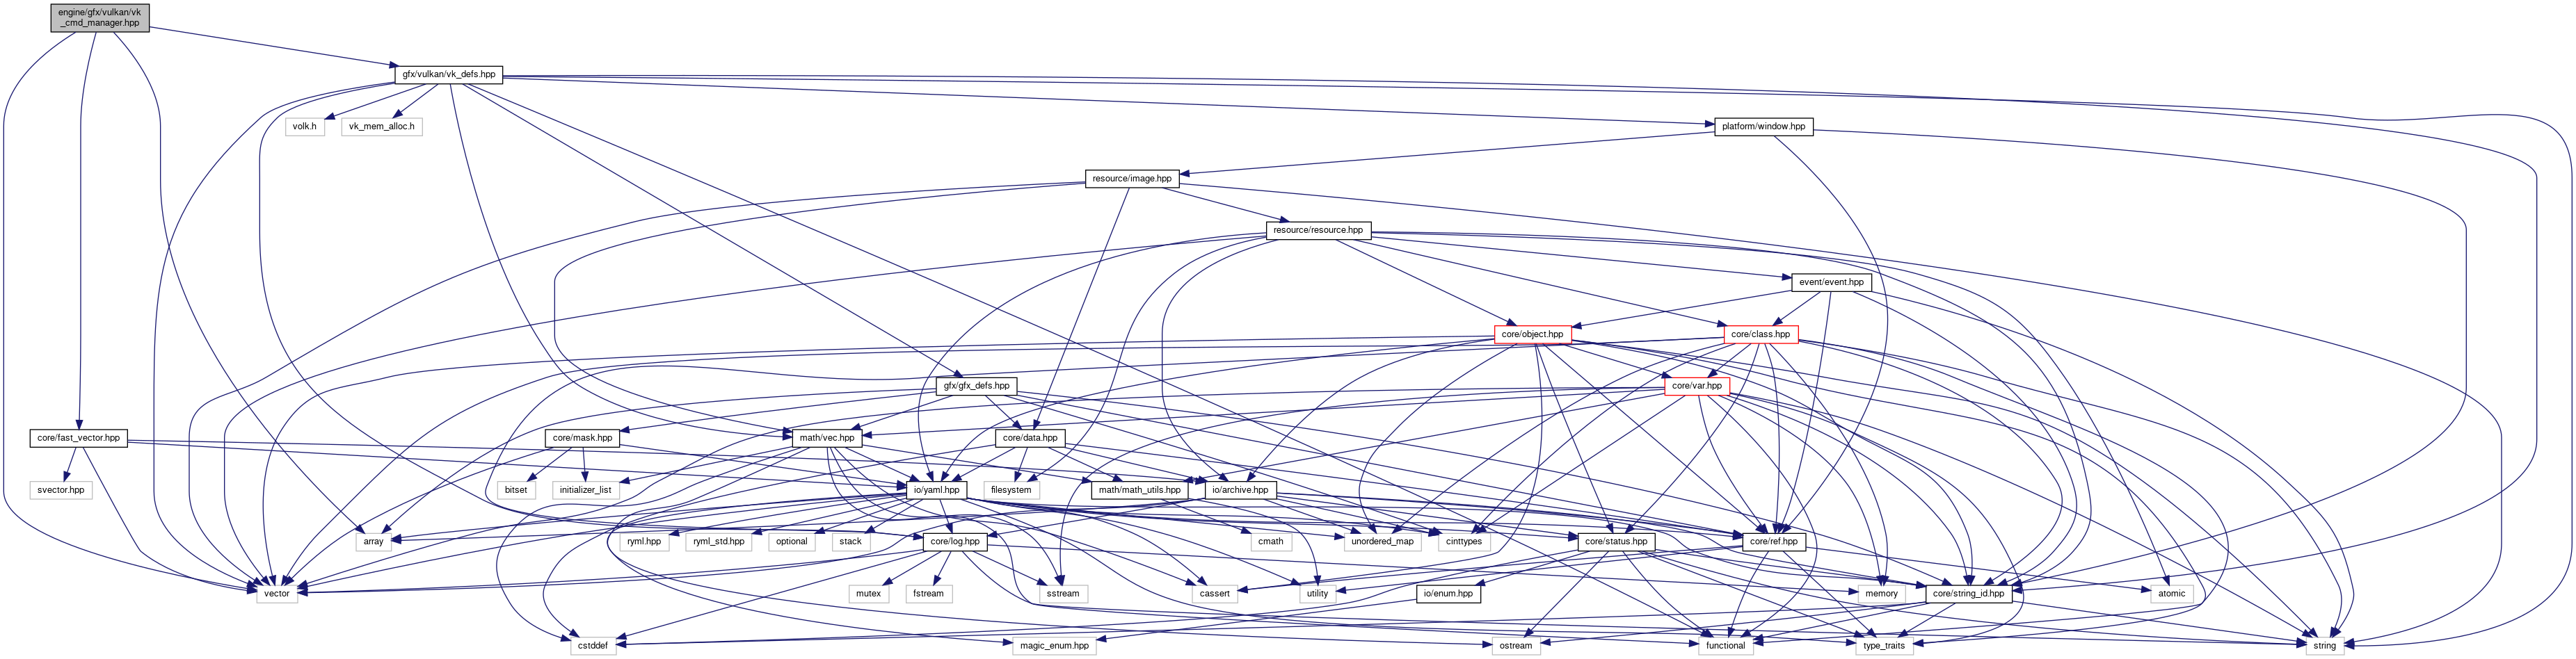 engine/gfx/vulkan/vk
_cmd_manager.hpp
gfx/vulkan/vk_defs.hpp
volk.h
vk_mem_alloc.h
platform/window.hpp
resource/image.hpp
resource/resource.hpp
event/event.hpp
core/object.hpp
core/class.hpp
gfx/gfx_defs.hpp
core/var.hpp
core/fast_vector.hpp
core/mask.hpp
math/vec.hpp
core/data.hpp
svector.hpp
bitset
initializer_list
io/yaml.hpp
filesystem
math/math_utils.hpp
io/archive.hpp
array
ryml.hpp
ryml_std.hpp
optional
stack
core/log.hpp
cmath
unordered_map
cinttypes
core/status.hpp
core/ref.hpp
vector
mutex
fstream
sstream
cassert
utility
io/enum.hpp
memory
core/string_id.hpp
atomic
cstddef
magic_enum.hpp
ostream
functional
type_traits
string